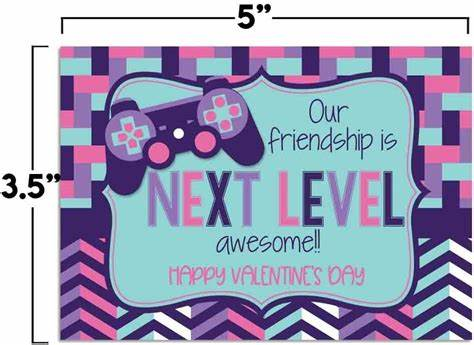 5”
3.5”
Our
friendship is
NEXT LEVEL
awesome!!
HAPPY VALENTINE'S DAY